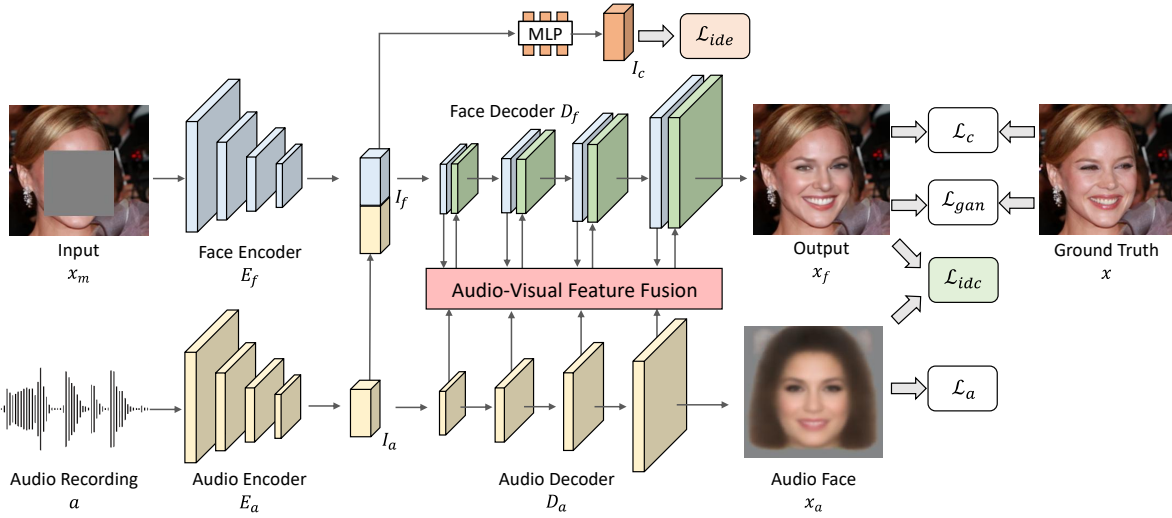 MLP
I_c
ℒ_ide
Face Decoder D_f
I_f
ℒ_c
ℒ_gan
Input
x_m
Face Encoder
E_f
Output
x_f
Ground Truth
x
ℒ_idc
Audio-Visual Feature Fusion
I_a
ℒ_a
Audio Recording
a
Audio Encoder
E_a
Audio Decoder
D_a
Audio Face
x_a